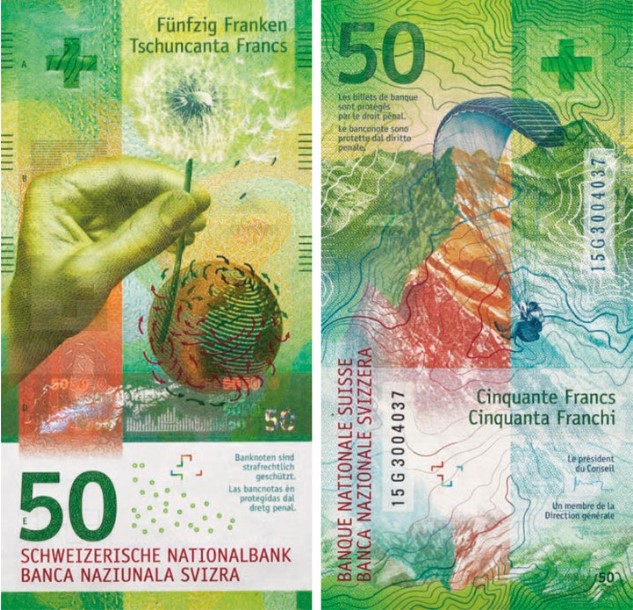 Fünfzig Franken
Tschuncanta Francs
A
B
D
50
Banknoten sind
strafrechtlich
geschützt.
Las bancnotas èn
protegidas dal
dretg penal.
50
E
SCHWEIZERISCHE NATIONALBANK
BANCA NAZIUNALA SVIZRA
50
Les billets de banque
sont protégés
par le droit pénal.
Le banconote sono
protette dal diritto
penale.
15G3004037
BANQUE NATIONALE SUISSE
BANCA NAZIONALE SVIZZERA
15G3004037
Cinquante Francs
Cinquanta Franchi
Le président
du Conseil
Un membre de la
Direction générale
50